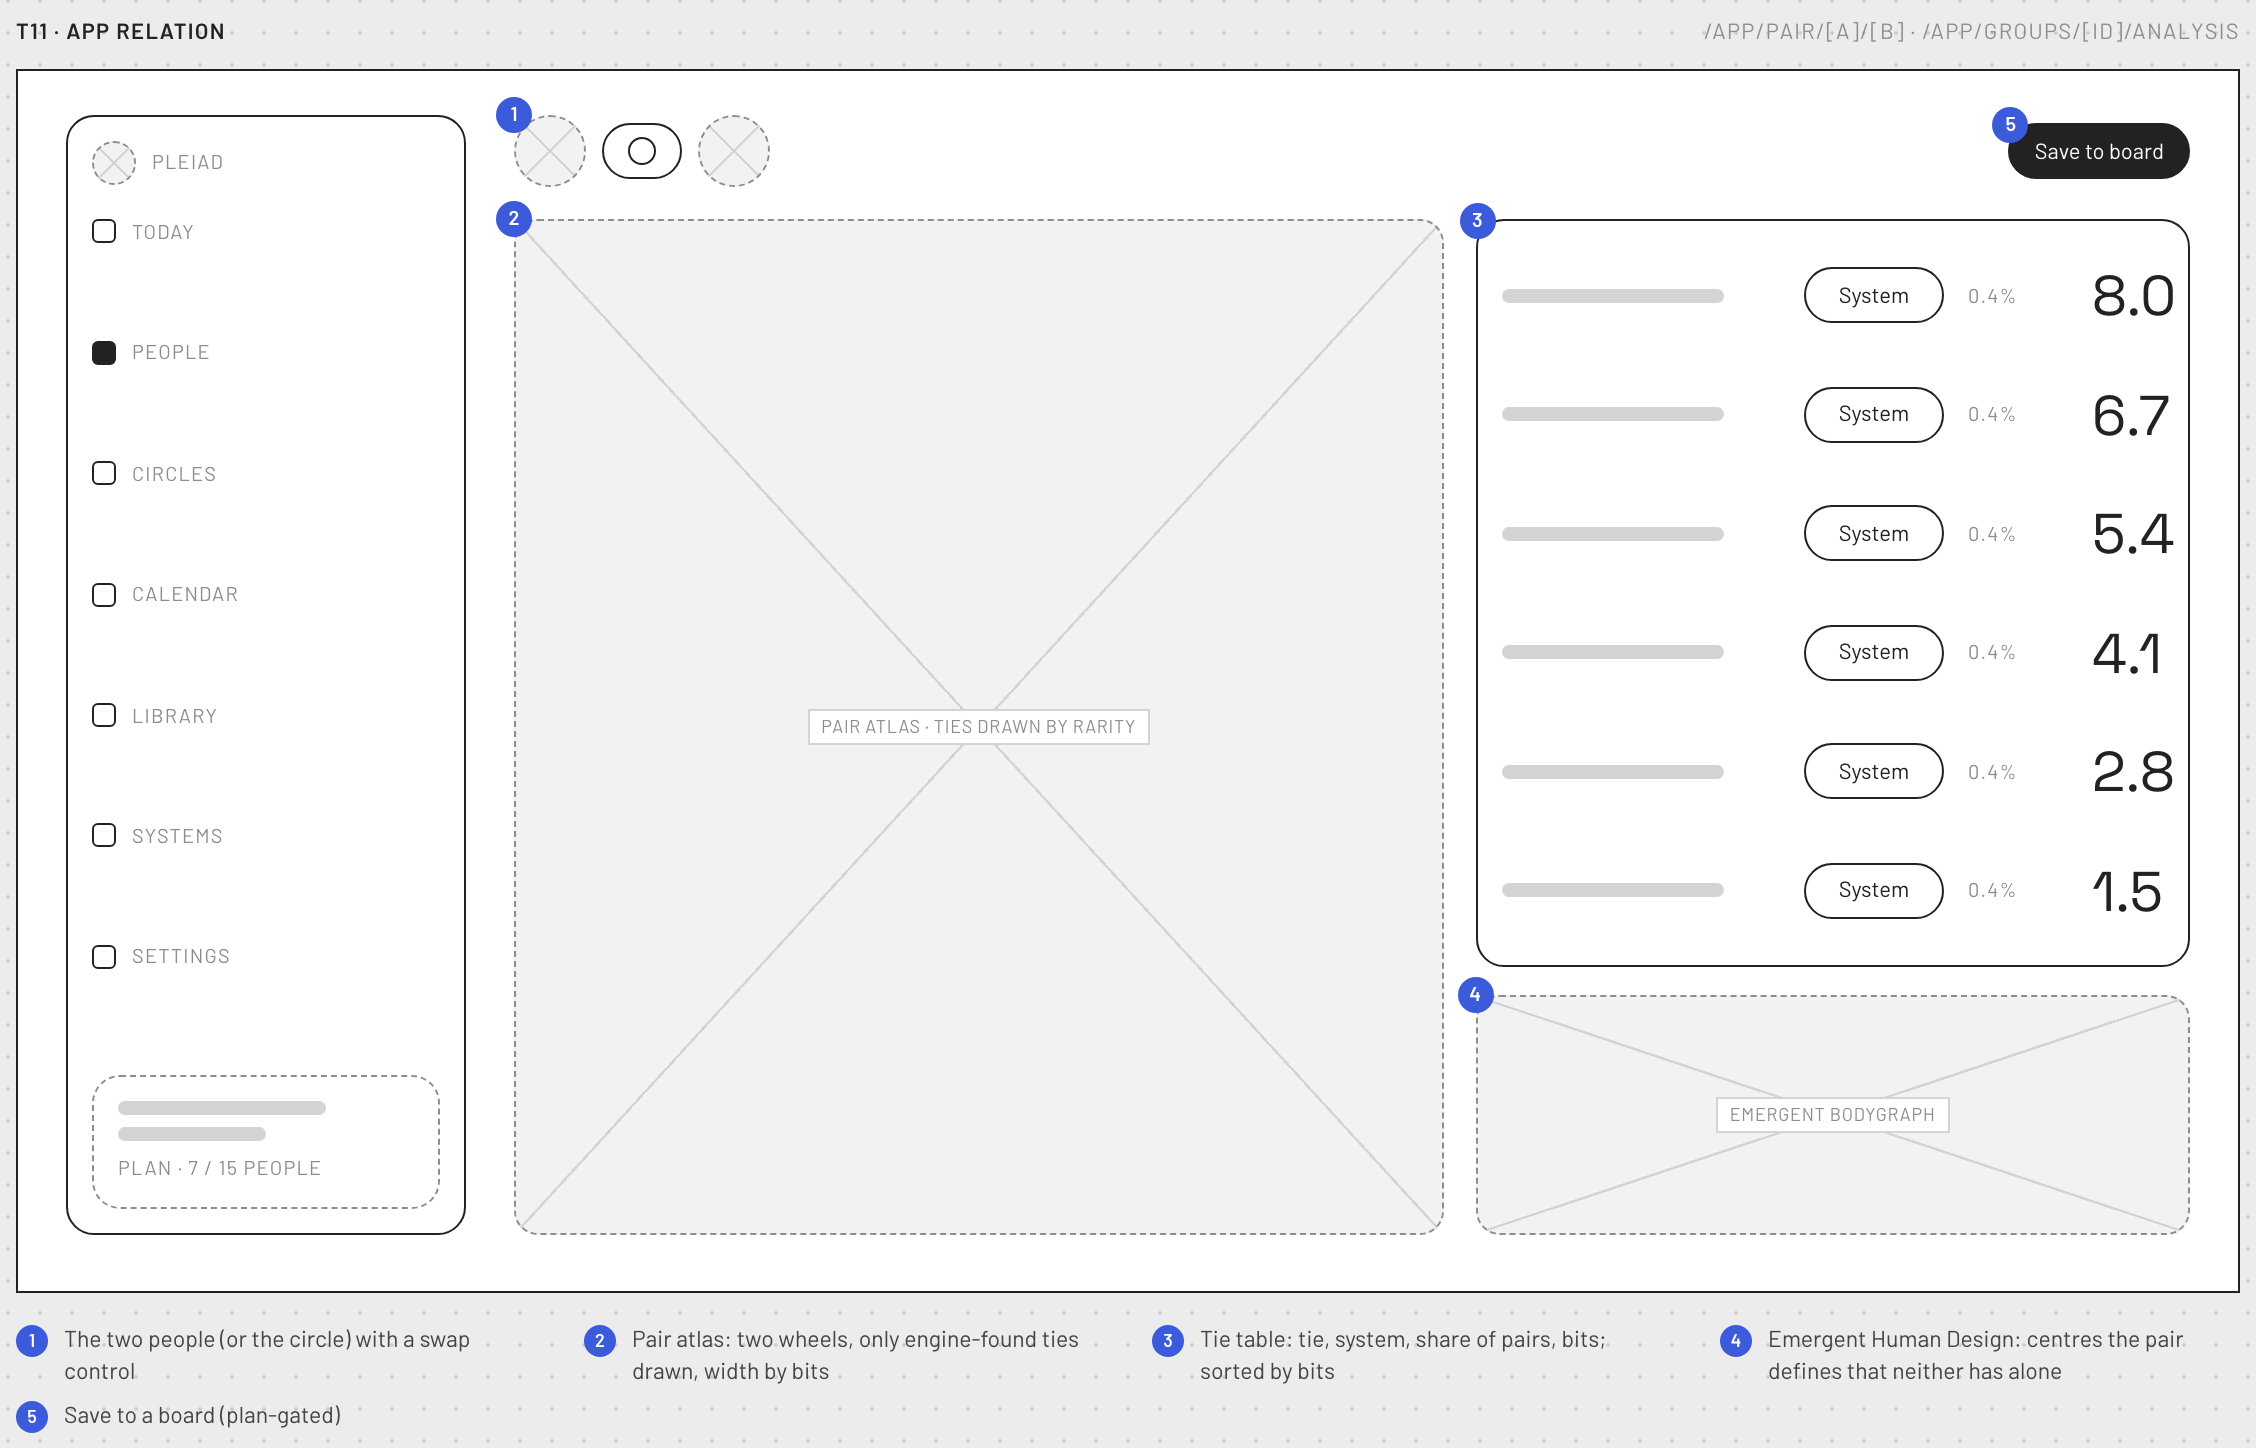 T11 · APP RELATION
/APP/PAIR/[A]/[B] · /APP/GROUPS/[ID]/ANALYSIS
PLEIAD
TODAY
PEOPLE
CIRCLES
CALENDAR
LIBRARY
SYSTEMS
SETTINGS
PLAN · 7 / 15 PEOPLE
1
5
Save to board
2
PAIR ATLAS · TIES DRAWN BY RARITY
3
System 0.4% 8.0
System 0.4% 6.7
System 0.4% 5.4
System 0.4% 4.1
System 0.4% 2.8
System 0.4% 1.5
4
EMERGENT BODYGRAPH
1 The two people (or the circle) with a swap
control
2 Pair atlas: two wheels, only engine-found ties
drawn, width by bits
3 Tie table: tie, system, share of pairs, bits;
sorted by bits
4 Emergent Human Design: centres the pair
defines that neither has alone
5 Save to a board (plan-gated)